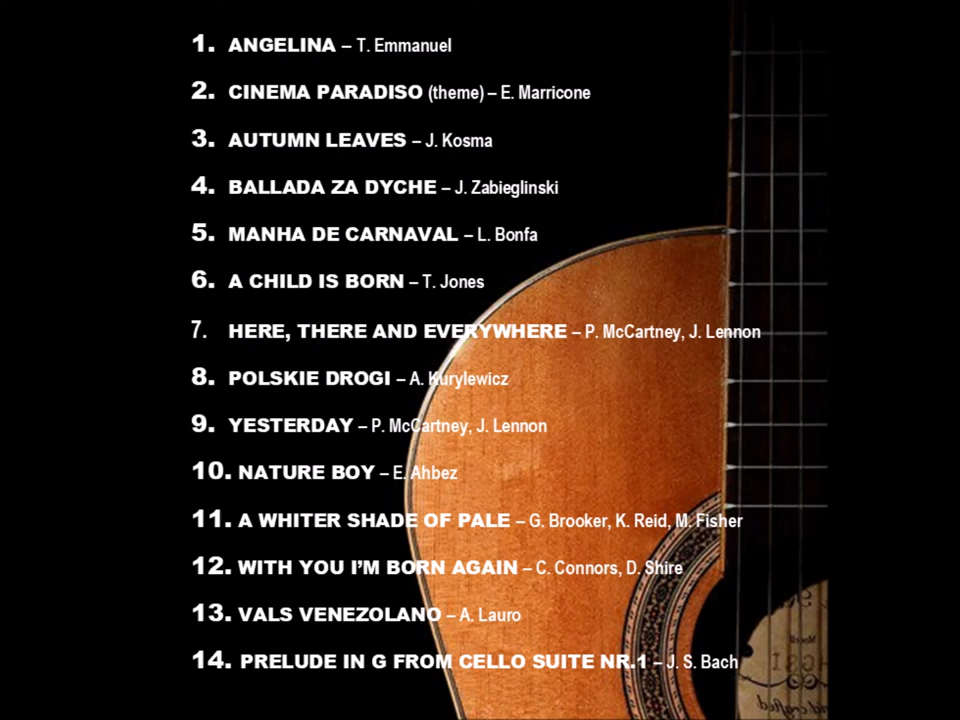 1. ANGELINA – T. Emmanuel
2. CINEMA PARADISO (theme) – E. Marricone
3. AUTUMN LEAVES – J. Kosma
4. BALLADA ZA DYCHE – J. Zabieglinski
5. MANHA DE CARNAVAL – L. Bonfa
6. A CHILD IS BORN – T. Jones
7. HERE, THERE AND EVERYWHERE – P. McCartney, J. Lennon
8. POLSKIE DROGI – A. Kurylewicz
9. YESTERDAY – P. McCartney, J. Lennon
10. NATURE BOY – E. Ahbez
11. A WHITER SHADE OF PALE – G. Brooker, K. Reid, M. Fisher
12. WITH YOU I'M BORN AGAIN – C. Connors, D. Shire
13. VALS VENEZOLANO – A. Lauro
14. PRELUDE IN G FROM CELLO SUITE NR.1 – J. S. Bach